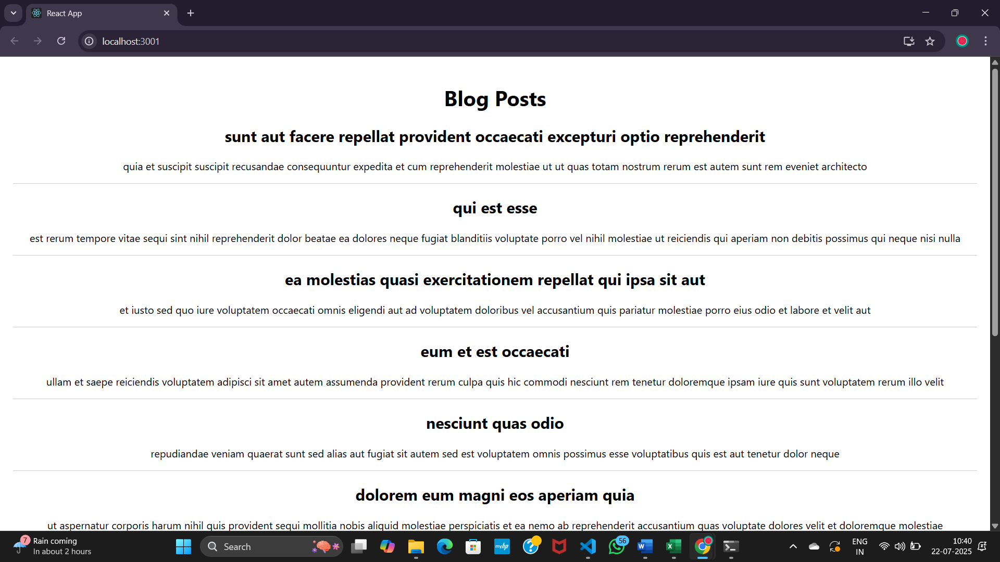 React App
localhost:3001
Blog Posts
sunt aut facere repellat provident occaecati excepturi optio reprehenderit
quia et suscipit suscipit recusandae consequuntur expedita et cum reprehenderit molestiae ut ut quas totam nostrum rerum est autem sunt rem eveniet architecto
qui est esse
est rerum tempore vitae sequi sint nihil reprehenderit dolor beatae ea dolores neque fugiat blanditiis voluptate porro vel nihil molestiae ut reiciendis qui aperiam non debitis possimus qui neque nisi nulla
ea molestias quasi exercitationem repellat qui ipsa sit aut
et iusto sed quo iure voluptatem occaecati omnis eligendi aut ad voluptatem doloribus vel accusantium quis pariatur molestiae porro eius odio et labore et velit aut
eum et est occaecati
ullam et saepe reiciendis voluptatem adipisci sit amet autem assumenda provident rerum culpa quis hic commodi nesciunt rem tenetur doloremque ipsam iure quis sunt voluptatem rerum illo velit
nesciunt quas odio
repudiandae veniam quaerat sunt sed alias aut fugiat sit autem sed est voluptatem omnis possimus esse voluptatibus quis est aut tenetur dolor neque
dolorem eum magni eos aperiam quia
ut aspernatur corporis harum nihil quis provident sequi mollitia nobis aliquid molestiae perspiciatis et ea nemo ab reprehenderit accusantium quas voluptate dolores velit et doloremque molestiae
7
Rain coming
In about 2 hours
Search
myhp
56
W
X
ENG
IN
10:40
22-07-2025